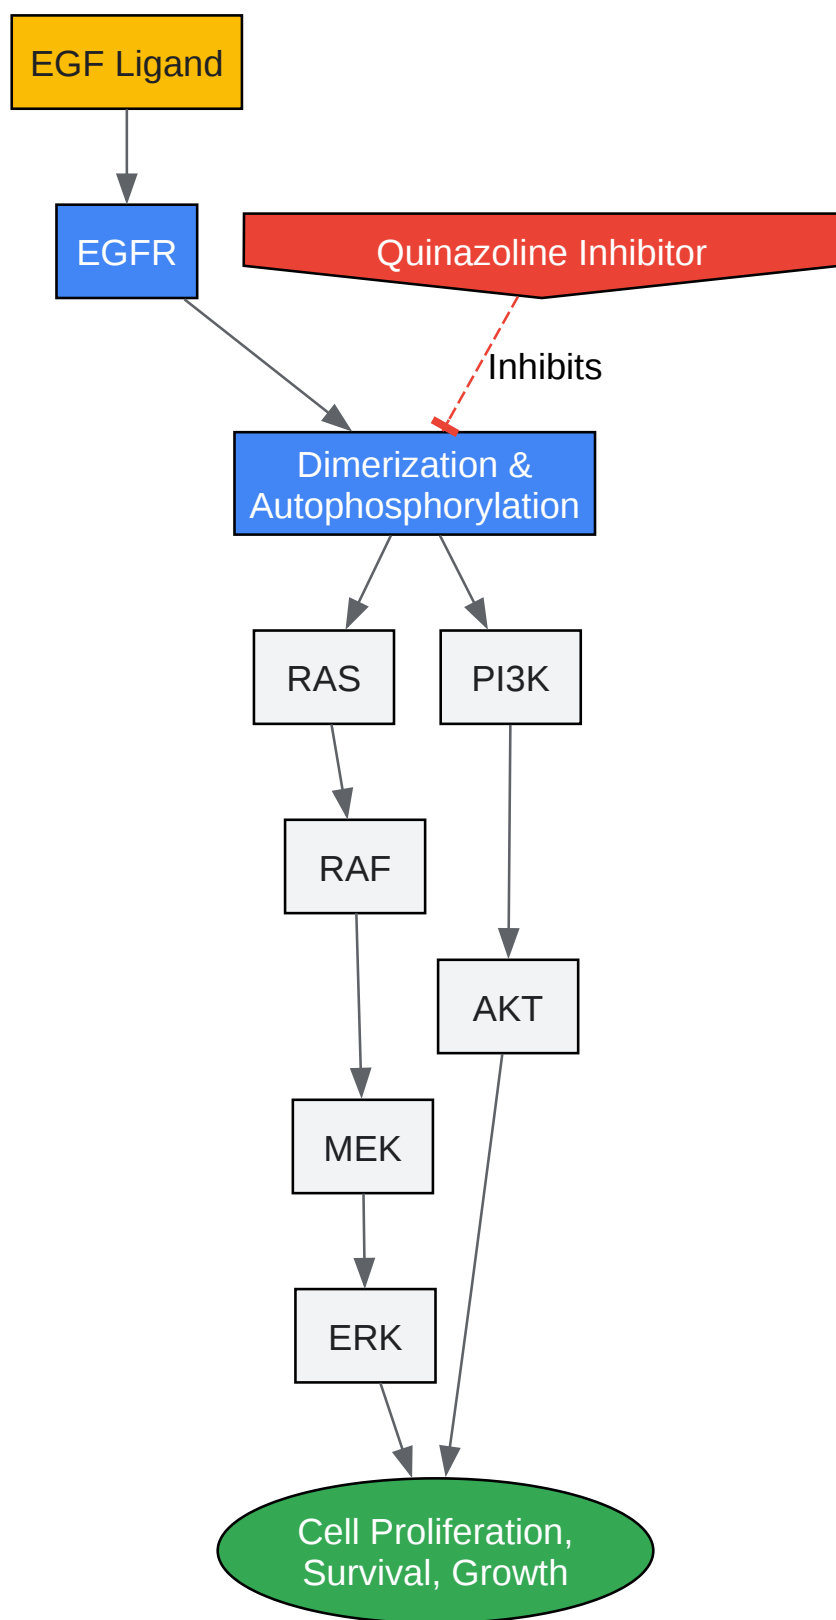 EGF Ligand
EGFR
Quinazoline Inhibitor
Inhibits
Dimerization &
Autophosphorylation
RAS
PI3K
RAF
AKT
MEK
ERK
Cell Proliferation,
Survival, Growth